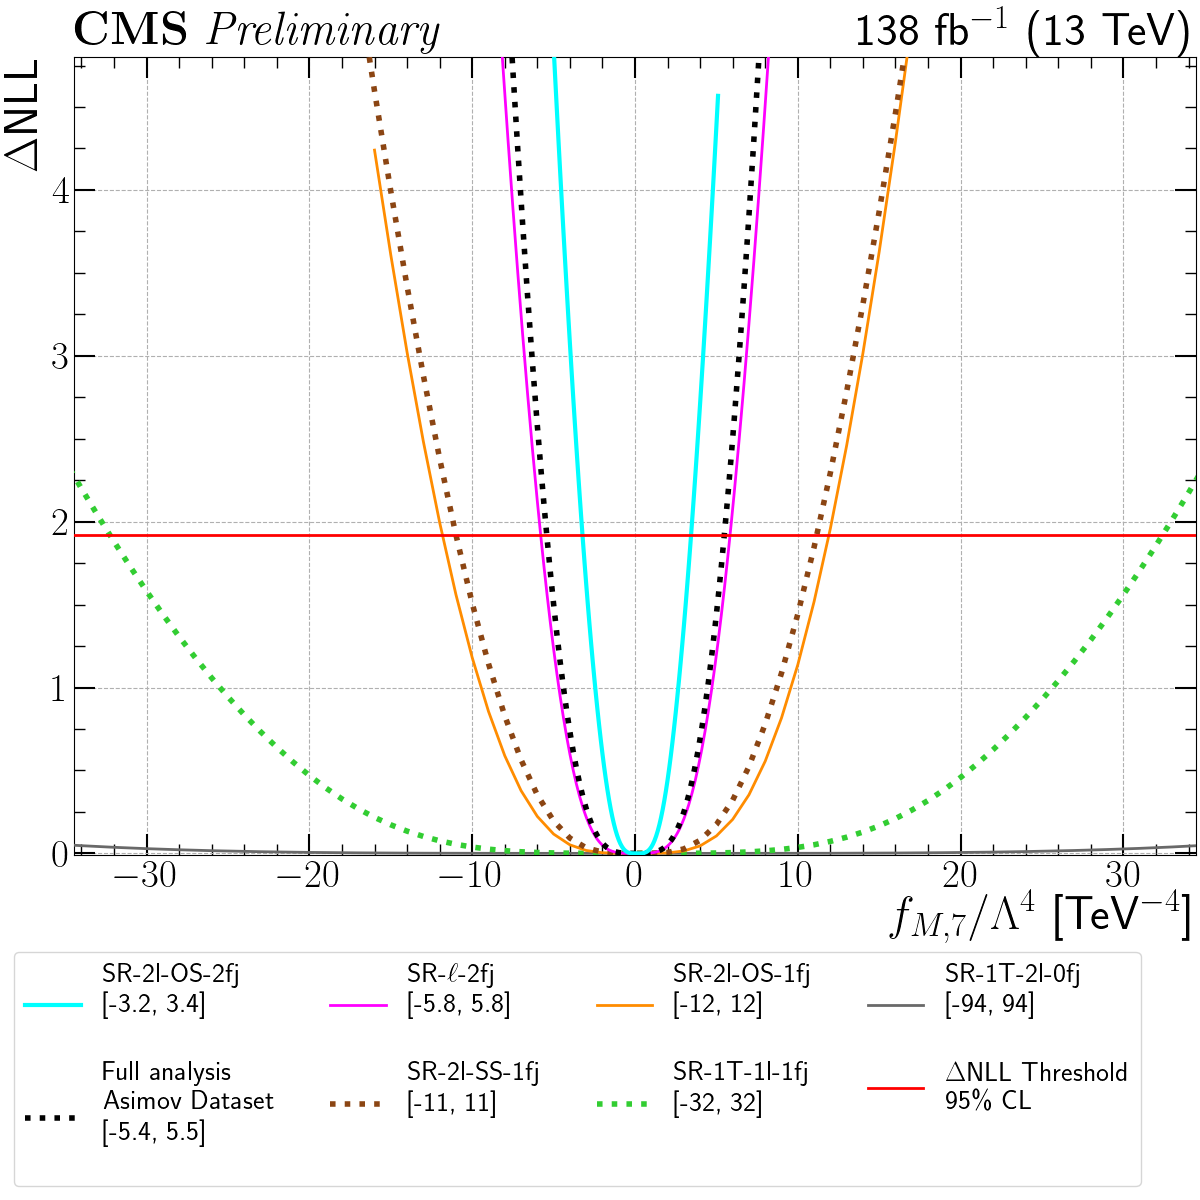 CMS Preliminary 138 fb⁻¹ (13 TeV)
ΔNLL
4
3
2
1
0
−30 −20 −10 0 10 20 30
f_{M,7}/Λ⁴ [TeV⁻⁴]
SR-2l-OS-2fj
[-3.2, 3.4]
SR-ℓ-2fj
[-5.8, 5.8]
SR-2l-OS-1fj
[-12, 12]
SR-1T-2l-0fj
[-94, 94]
Full analysis
Asimov Dataset
[-5.4, 5.5]
SR-2l-SS-1fj
[-11, 11]
SR-1T-1l-1fj
[-32, 32]
ΔNLL Threshold
95% CL